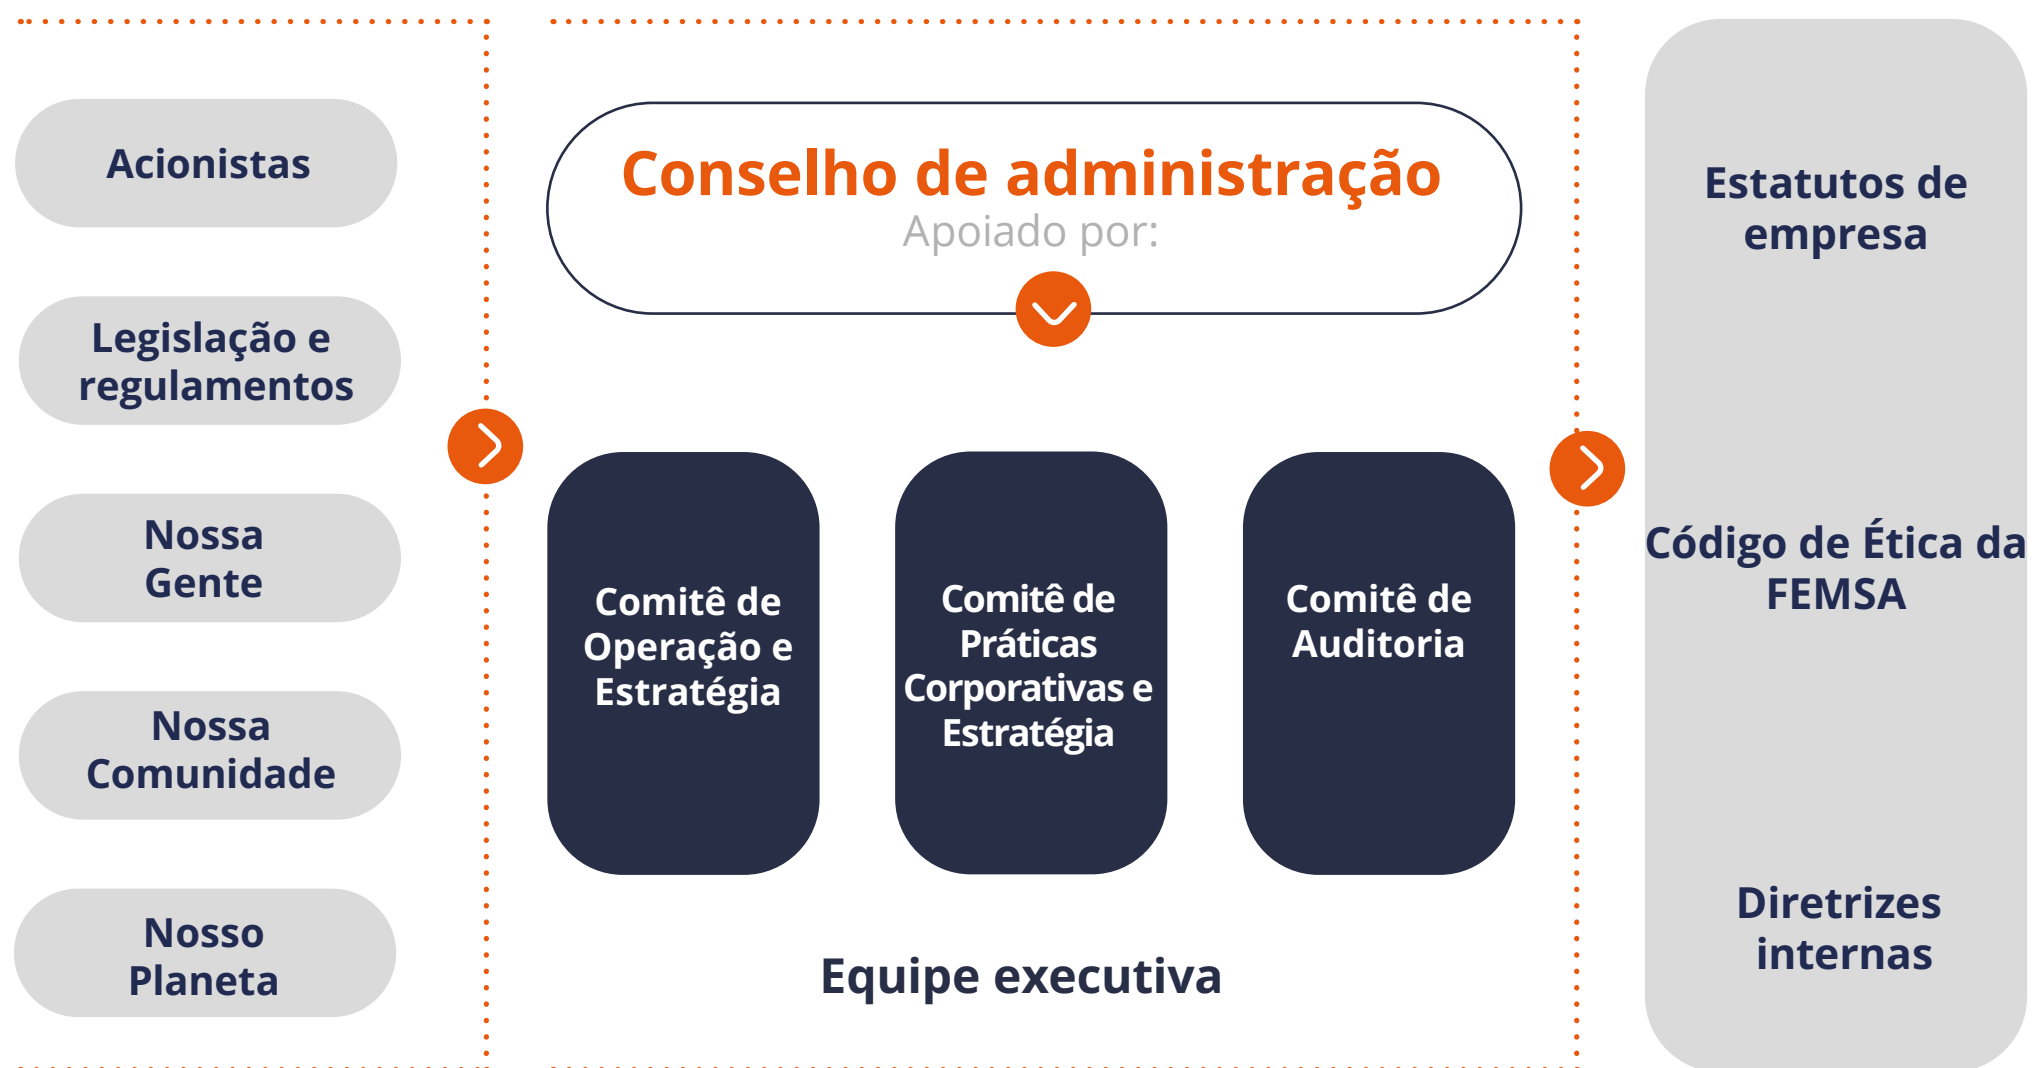 Acionistas
Legislação e
regulamentos
Nossa
Gente
Nossa
Comunidade
Nosso
Planeta
Conselho de administração
Apoiado por:
Comitê de
Operação e
Estratégia
Comitê de
Práticas
Corporativas e
Estratégia
Comitê de
Auditoria
Equipe executiva
Estatutos de
empresa
Código de Ética da
FEMSA
Diretrizes
internas